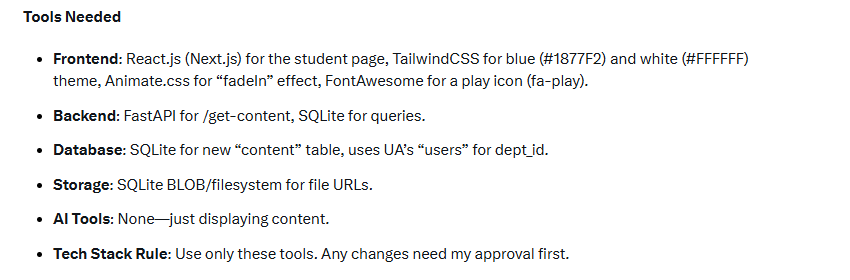 Tools Needed
• Frontend: React.js (Next.js) for the student page, TailwindCSS for blue (#1877F2) and white (#FFFFFF)
theme, Animate.css for “fadeIn” effect, FontAwesome for a play icon (fa-play).
• Backend: FastAPI for /get-content, SQLite for queries.
• Database: SQLite for new “content” table, uses UA’s “users” for dept_id.
• Storage: SQLite BLOB/filesystem for file URLs.
• AI Tools: None—just displaying content.
• Tech Stack Rule: Use only these tools. Any changes need my approval first.